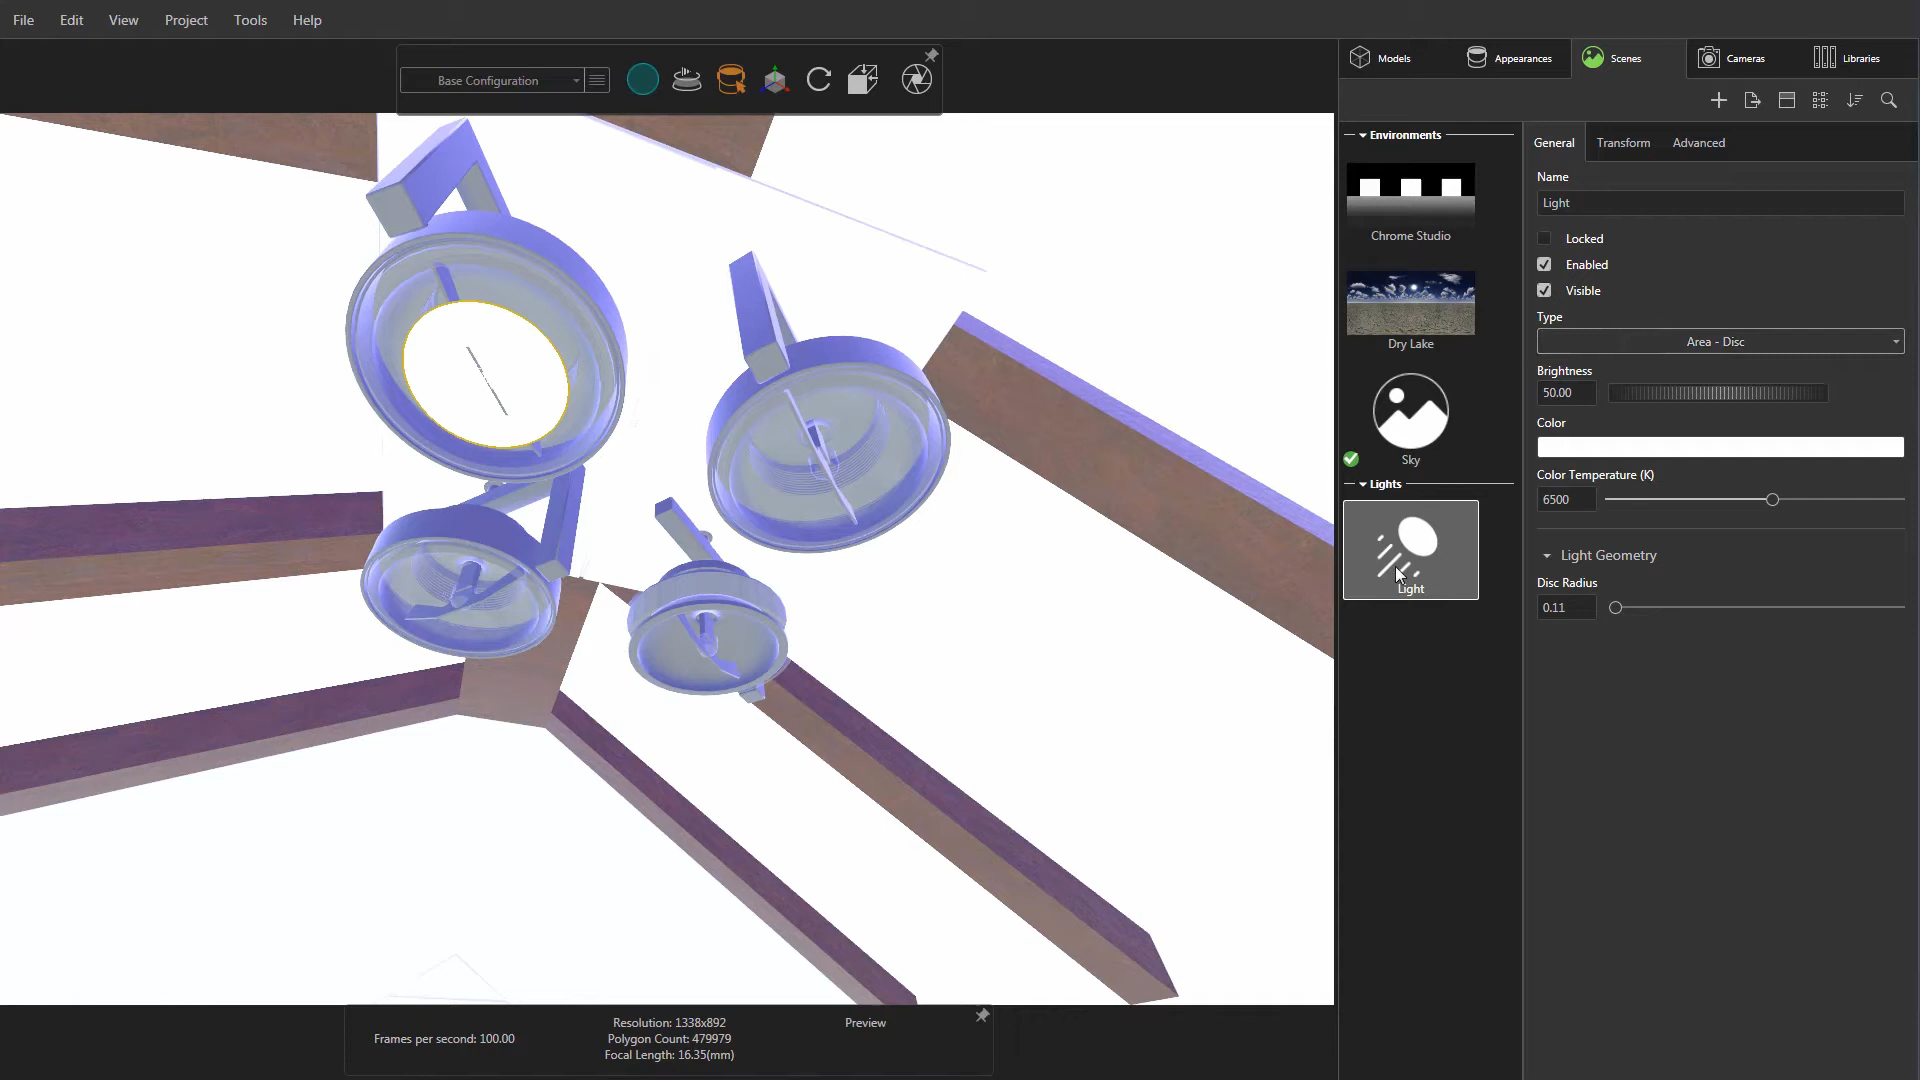 File Edit View Project Tools Help
Base Configuration
Models Appearances Scenes Cameras Libraries
Environments
Chrome Studio
Dry Lake
Sky
Lights
Light
General Transform Advanced
Name
Light
Locked
Enabled
Visible
Type
Area - Disc
Brightness
50.00
Color
Color Temperature (K)
6500
Light Geometry
Disc Radius
0.11
Frames per second: 100.00
Resolution: 1338x892
Polygon Count: 479979
Focal Length: 16.35(mm)
Preview